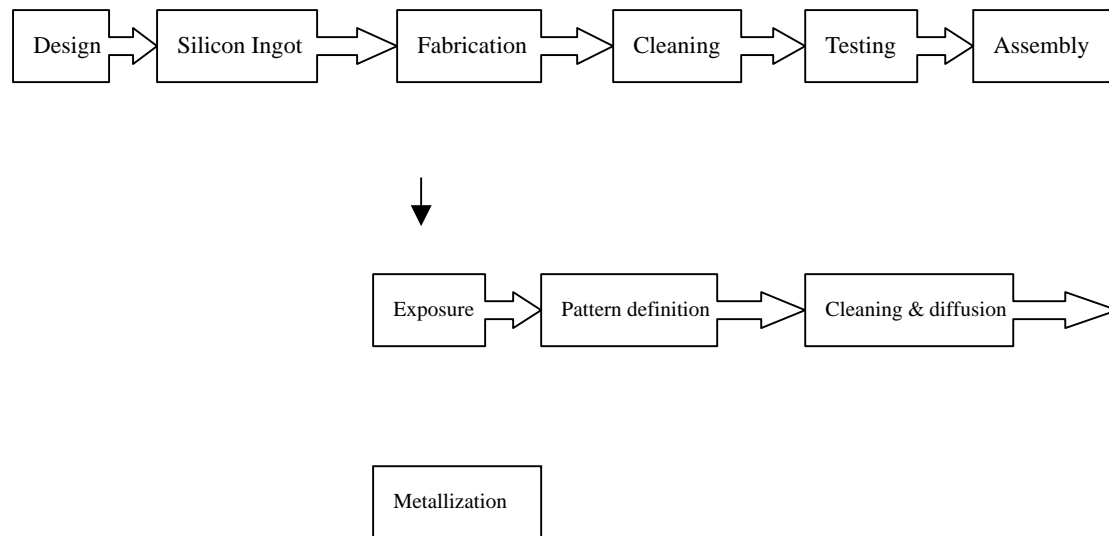 Design
Silicon Ingot
Fabrication
Cleaning
Testing
Assembly
Exposure
Pattern definition
Cleaning & diffusion
Metallization